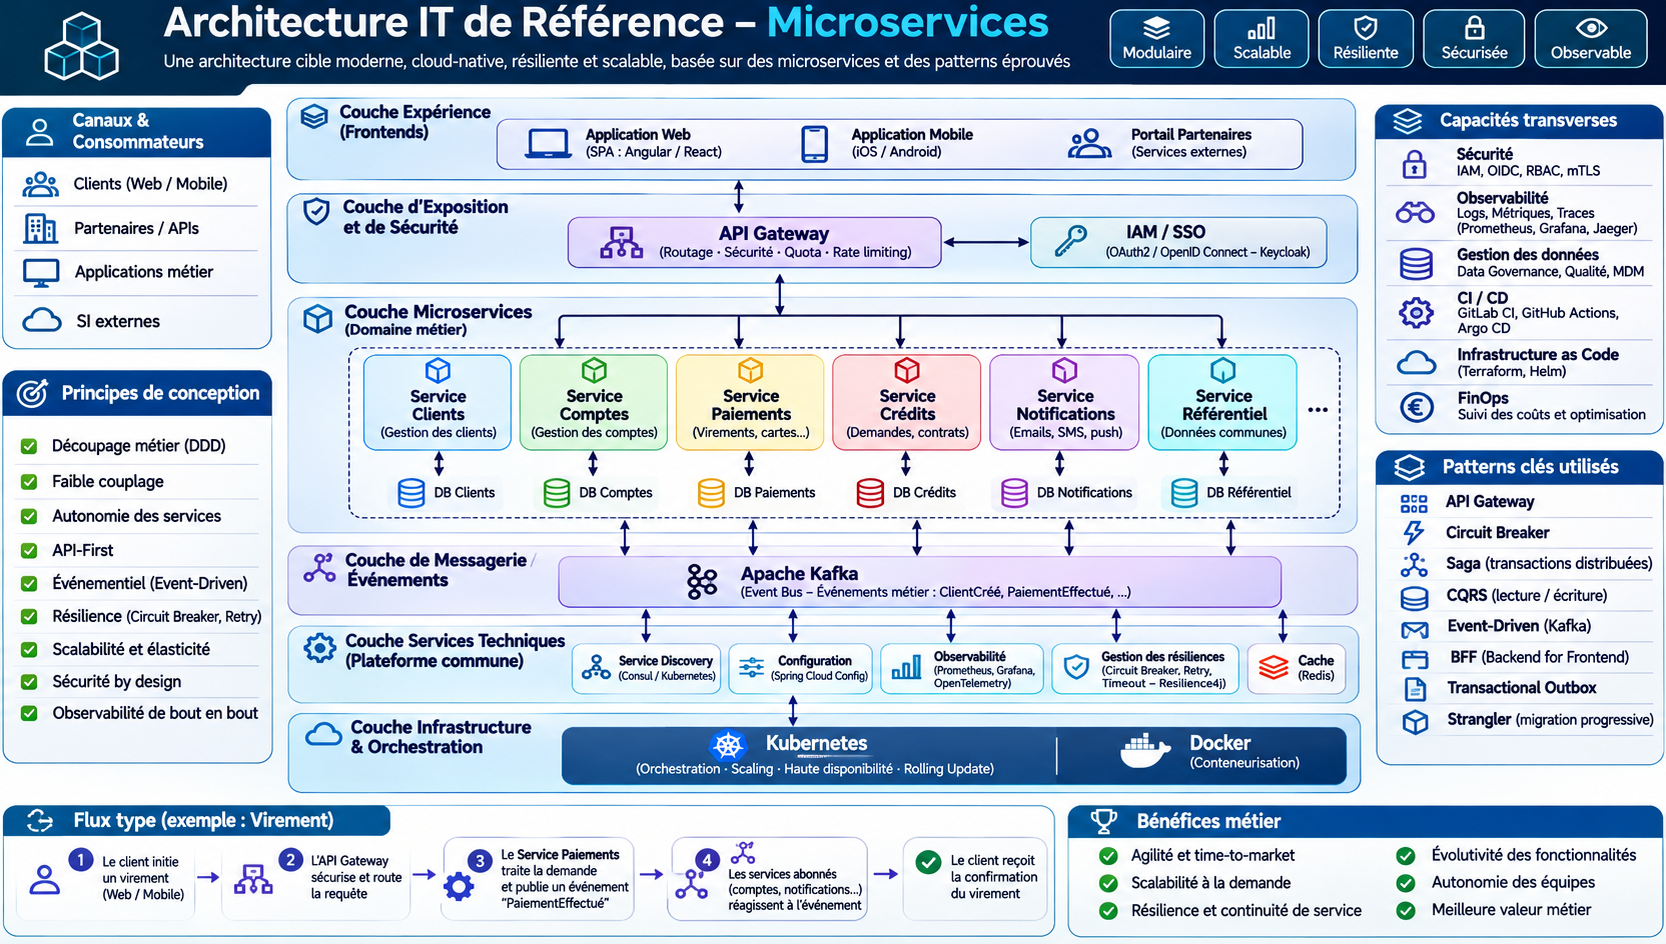 Architecture IT de Référence – Microservices
Une architecture cible moderne, cloud-native, résiliente et scalable, basée sur des microservices et des patterns éprouvés
Modulaire
Scalable
Résiliente
Sécurisée
Observable
Canaux &
Consommateurs
Clients (Web / Mobile)
Partenaires / APIs
Applications métier
SI externes
Principes de conception
Découpage métier (DDD)
Faible couplage
Autonomie des services
API-First
Événementiel (Event-Driven)
Résilience (Circuit Breaker, Retry)
Scalabilité et élasticité
Sécurité by design
Observabilité de bout en bout
Couche Expérience
(Frontends)
Application Web
(SPA : Angular / React)
Application Mobile
(iOS / Android)
Portail Partenaires
(Services externes)
Couche d'Exposition
et de Sécurité
API Gateway
(Routage · Sécurité · Quota · Rate limiting)
IAM / SSO
(OAuth2 / OpenID Connect – Keycloak)
Couche Microservices
(Domaine métier)
Service
Clients
(Gestion des clients)
Service
Comptes
(Gestion des comptes)
Service
Paiements
(Virements, cartes...)
Service
Crédits
(Demandes, contrats)
Service
Notifications
(Emails, SMS, push)
Service
Référentiel
(Données communes)
...
DB Clients
DB Comptes
DB Paiements
DB Crédits
DB Notifications
DB Référentiel
Couche de Messagerie /
Événements
Apache Kafka
(Event Bus – Événements métier : ClientCréé, PaiementEffectué, ...)
Couche Services Techniques
(Plateforme commune)
Service Discovery
(Consul / Kubernetes)
Configuration
(Spring Cloud Config)
Observabilité
(Prometheus, Grafana,
OpenTelemetry)
Gestion des résiliences
(Circuit Breaker, Retry,
Timeout – Resilience4j)
Cache
(Redis)
Couche Infrastructure
& Orchestration
Kubernetes
(Orchestration · Scaling · Haute disponibilité · Rolling Update)
Docker
(Conteneurisation)
Capacités transverses
Sécurité
IAM, OIDC, RBAC, mTLS
Observabilité
Logs, Métriques, Traces
(Prometheus, Grafana, Jaeger)
Gestion des données
Data Governance, Qualité, MDM
CI / CD
GitLab CI, GitHub Actions,
Argo CD
Infrastructure as Code
(Terraform, Helm)
FinOps
Suivi des coûts et optimisation
Patterns clés utilisés
API Gateway
Circuit Breaker
Saga (transactions distribuées)
CQRS (lecture / écriture)
Event-Driven (Kafka)
BFF (Backend for Frontend)
Transactional Outbox
Strangler (migration progressive)
Flux type (exemple : Virement)
1
Le client initie
un virement
(Web / Mobile)
2
L'API Gateway
sécurise et route
la requête
3
Le Service Paiements
traite la demande
et publie un événement
"PaiementEffectué"
4
Les services abonnés
(comptes, notifications...)
réagissent à l'événement
Le client reçoit
la confirmation
du virement
Bénéfices métier
Agilité et time-to-market
Scalabilité à la demande
Résilience et continuité de service
Évolutivité des fonctionnalités
Autonomie des équipes
Meilleure valeur métier